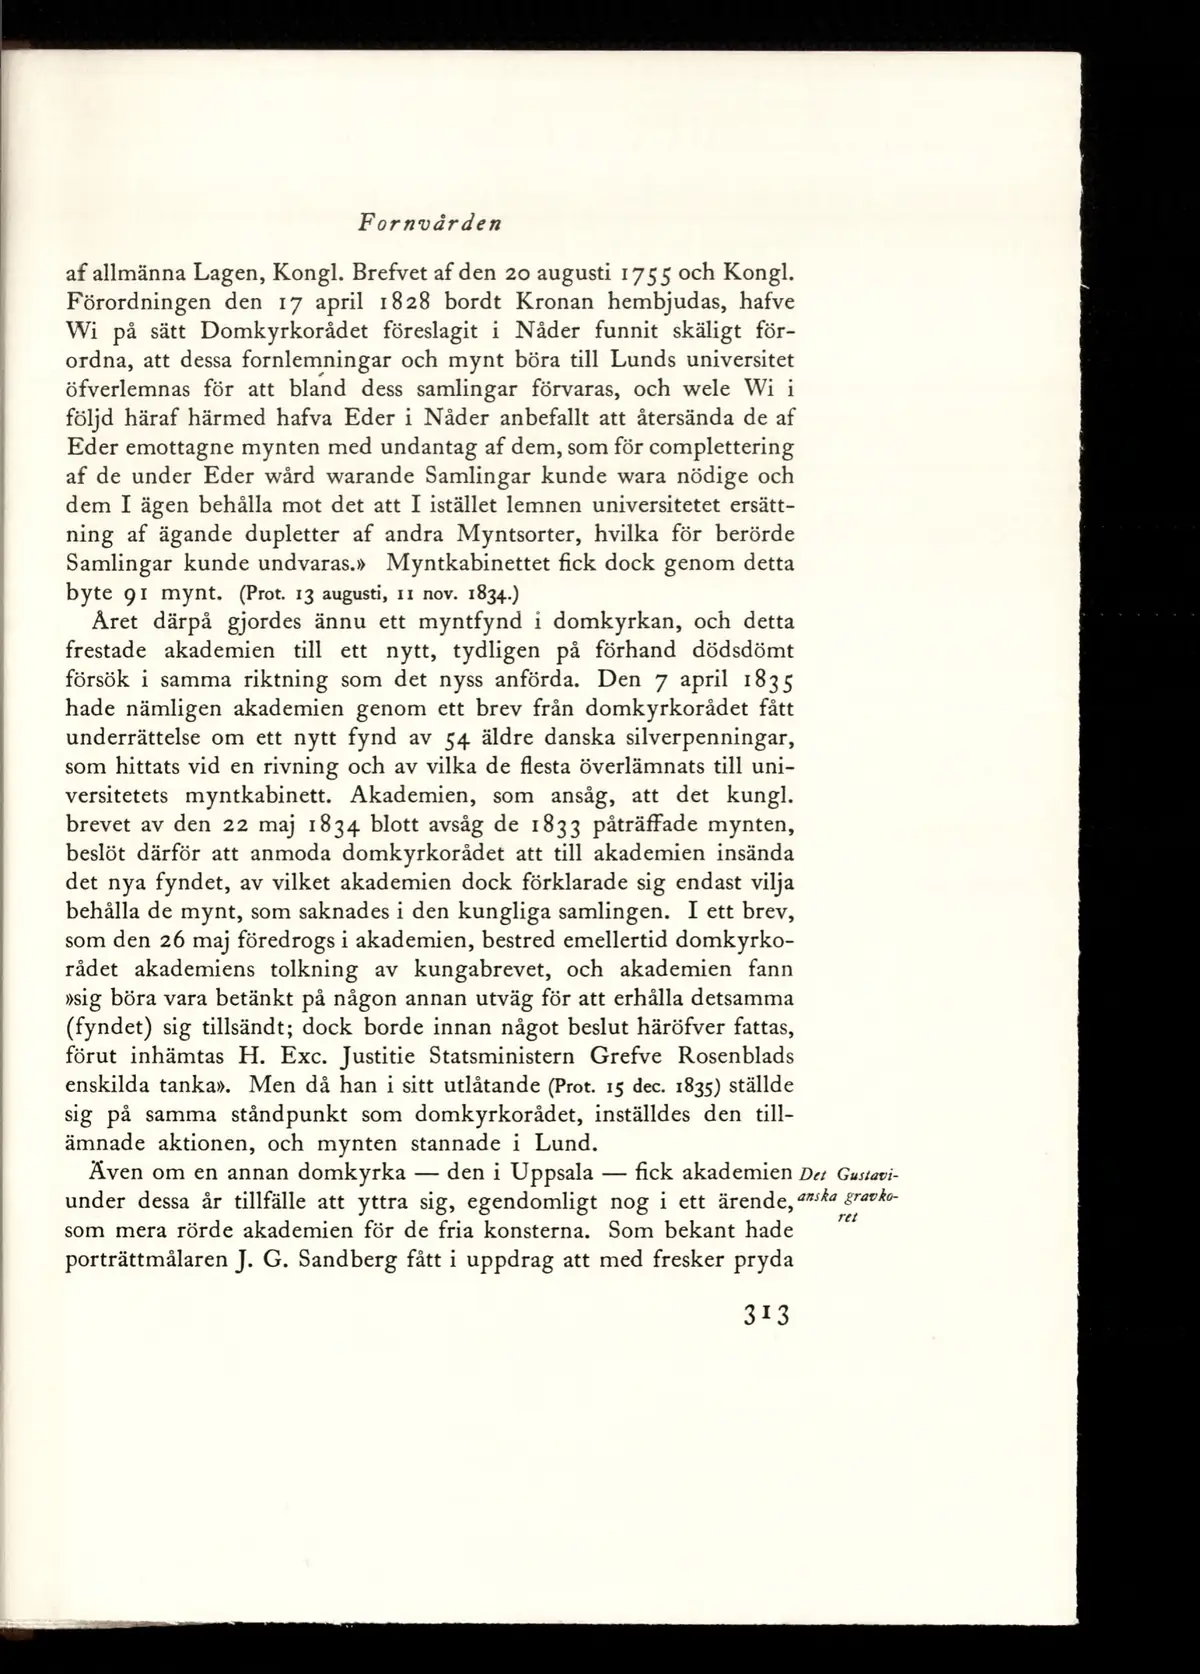 Fornvården
af allmänna Lagen, Kongl. Brefvet af den 20 augusti 1755 och Kongl.
Förordningen den 17 april 1828 bordt Kronan hembjudas, hafve
Wi på sätt Domkyrkorådet föreslagit i Nåder funnit skäligt för-
ordna, att dessa fornlemningar och mynt böra till Lunds universitet
öfverlemnas för att bland dess samlingar förvaras, och wele Wi i
följd häraf härmed hafva Eder i Nåder anbefallt att återsända de af
Eder emottagne mynten med undantag af dem, som för complettering
af de under Eder wård warande Samlingar kunde wara nödige och
dem I ägen behålla mot det att I istället lemnen universitetet ersätt-
ning af ägande dupletter af andra Myntsorter, hvilka för berörde
Samlingar kunde undvaras.» Myntkabinettet fick dock genom detta
byte 91 mynt. (Prot. 13 augusti, 11 nov. 1834.)
Året därpå gjordes ännu ett myntfynd i domkyrkan, och detta
frestade akademien till ett nytt, tydligen på förhand dödsdömt
försök i samma riktning som det nyss anförda. Den 7 april 1835
hade nämligen akademien genom ett brev från domkyrkorådet fått
underrättelse om ett nytt fynd av 54 äldre danska silverpenningar,
som hittats vid en rivning och av vilka de flesta överlämnats till uni-
versitetets myntkabinett. Akademien, som ansåg, att det kungl.
brevet av den 22 maj 1834 blott avsåg de 1833 påträffade mynten,
beslöt därför att anmoda domkyrkorådet att till akademien insända
det nya fyndet, av vilket akademien dock förklarade sig endast vilja
behålla de mynt, som saknades i den kungliga samlingen. I ett brev,
som den 26 maj föredrogs i akademien, bestred emellertid domkyrko-
rådet akademiens tolkning av kungabrevet, och akademien fann
»sig böra vara betänkt på någon annan utväg för att erhålla detsamma
(fyndet) sig tillsändt; dock borde innan något beslut häröfver fattas,
förut inhämtas H. Exc. Justitie Statsministern Grefve Rosenblads
enskilda tanka». Men då han i sitt utlåtande (Prot. 15 dec. 1835) ställde
sig på samma ståndpunkt som domkyrkorådet, inställdes den till-
ämnade aktionen, och mynten stannade i Lund.
Även om en annan domkyrka — den i Uppsala — fick akademien
under dessa år tillfälle att yttra sig, egendomligt nog i ett ärende,
som mera rörde akademien för de fria konsterna. Som bekant hade
porträttmålaren J. G. Sandberg fått i uppdrag att med fresker pryda
Det Gustavi-
anska gravko-
ret
313